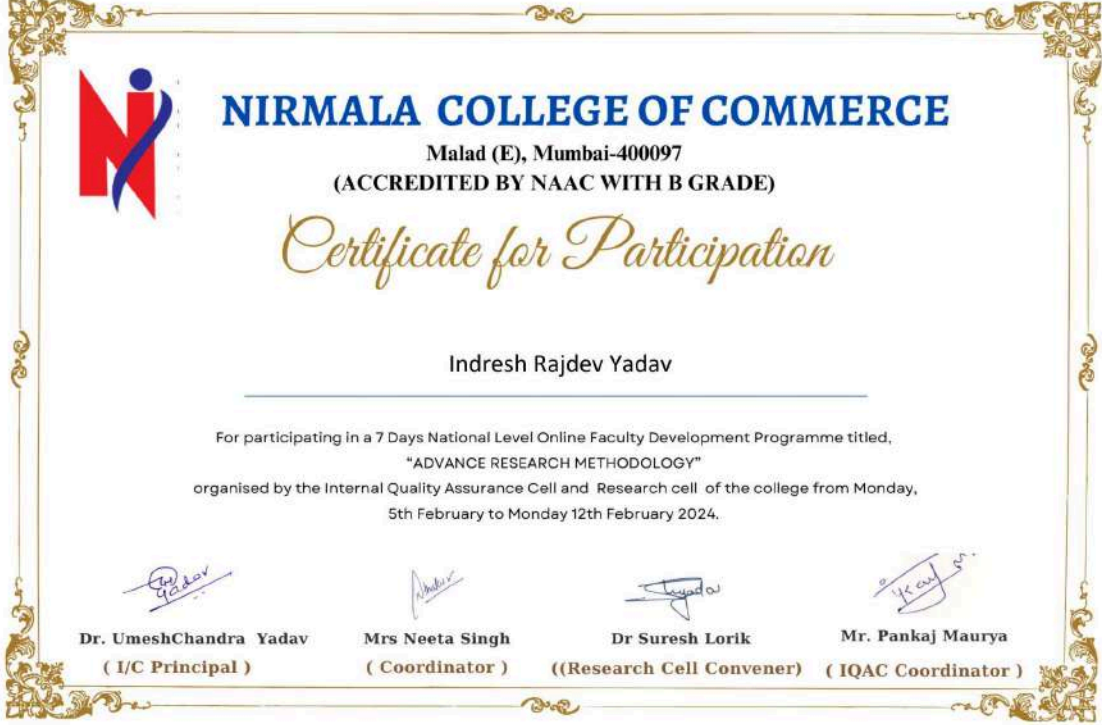 NIRMALA COLLEGE OF COMMERCE
Malad (E), Mumbai-400097
(ACCREDITED BY NAAC WITH B GRADE)
Certificate for Participation
Indresh Rajdev Yadav
For participating in a 7 Days National Level Online Faculty Development Programme titled,
“ADVANCE RESEARCH METHODOLOGY”
organised by the Internal Quality Assurance Cell and Research cell of the college from Monday,
5th February to Monday 12th February 2024.
Dr. UmeshChandra Yadav Mrs Neeta Singh Dr Suresh Lorik Mr. Pankaj Maurya
( I/C Principal ) ( Coordinator ) ((Research Cell Convener) ( IQAC Coordinator )